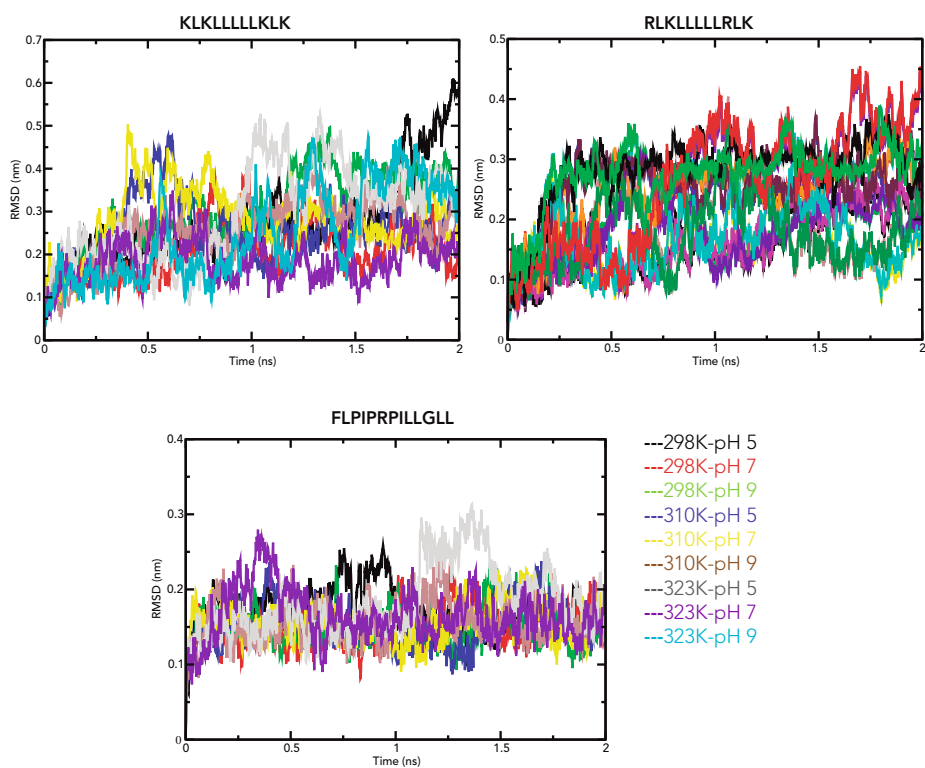 KLKLLLLLKLK
RLKLLLLLRLK
0.7
0.6
0.5
0.4
0.3
0.2
0.1
0
RMSD (nm)
0 0.5 1 1.5 2
Time (ns)
0.5
0.4
0.3
0.2
0.1
0
RMSD (nm)
0 0.5 1 1.5 2
Time (ns)
FLPIPRPILLGLL
0.4
0.3
0.2
0.1
0
RMSD (nm)
0 0.5 1 1.5 2
Time (ns)
---298K-pH 5
---298K-pH 7
---298K-pH 9
---310K-pH 5
---310K-pH 7
---310K-pH 9
---323K-pH 5
---323K-pH 7
---323K-pH 9